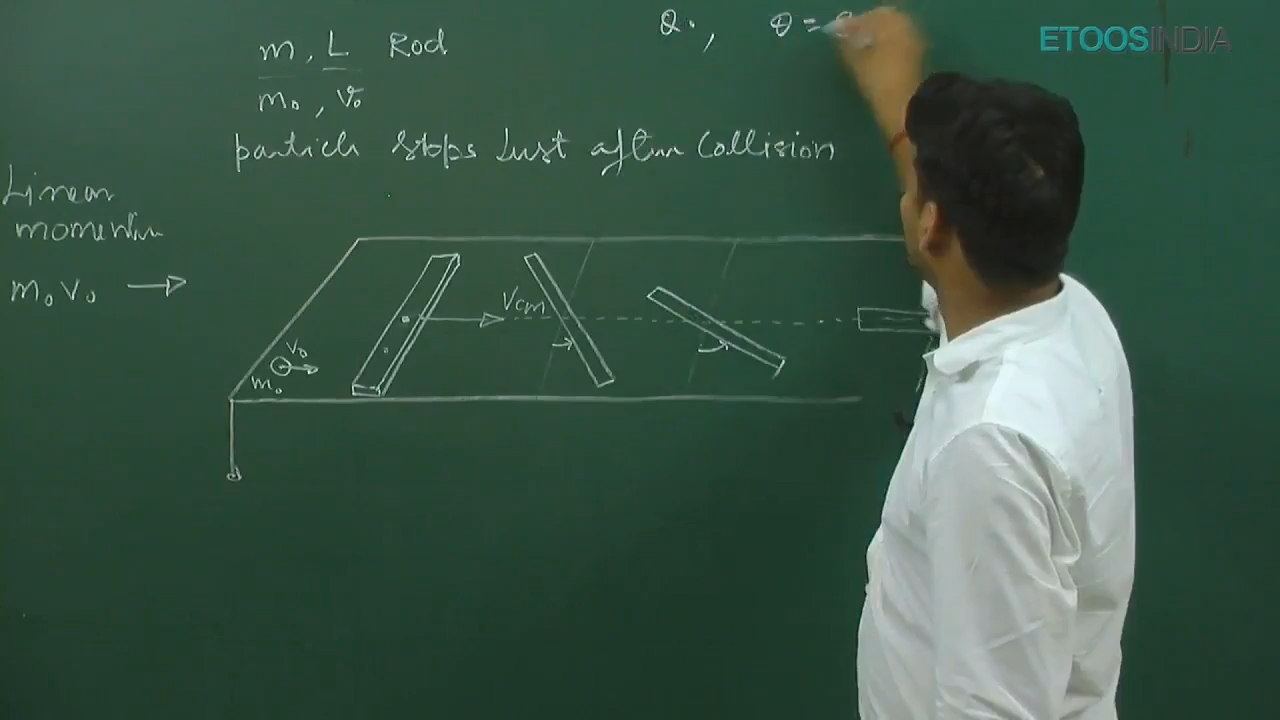 Q. , θ =
ETOOSINDIA
m , L Rod
m₀ , v₀
particle stops Just after Collision
Linear
momentum
m₀v₀ →
Vcm
v₀
m₀